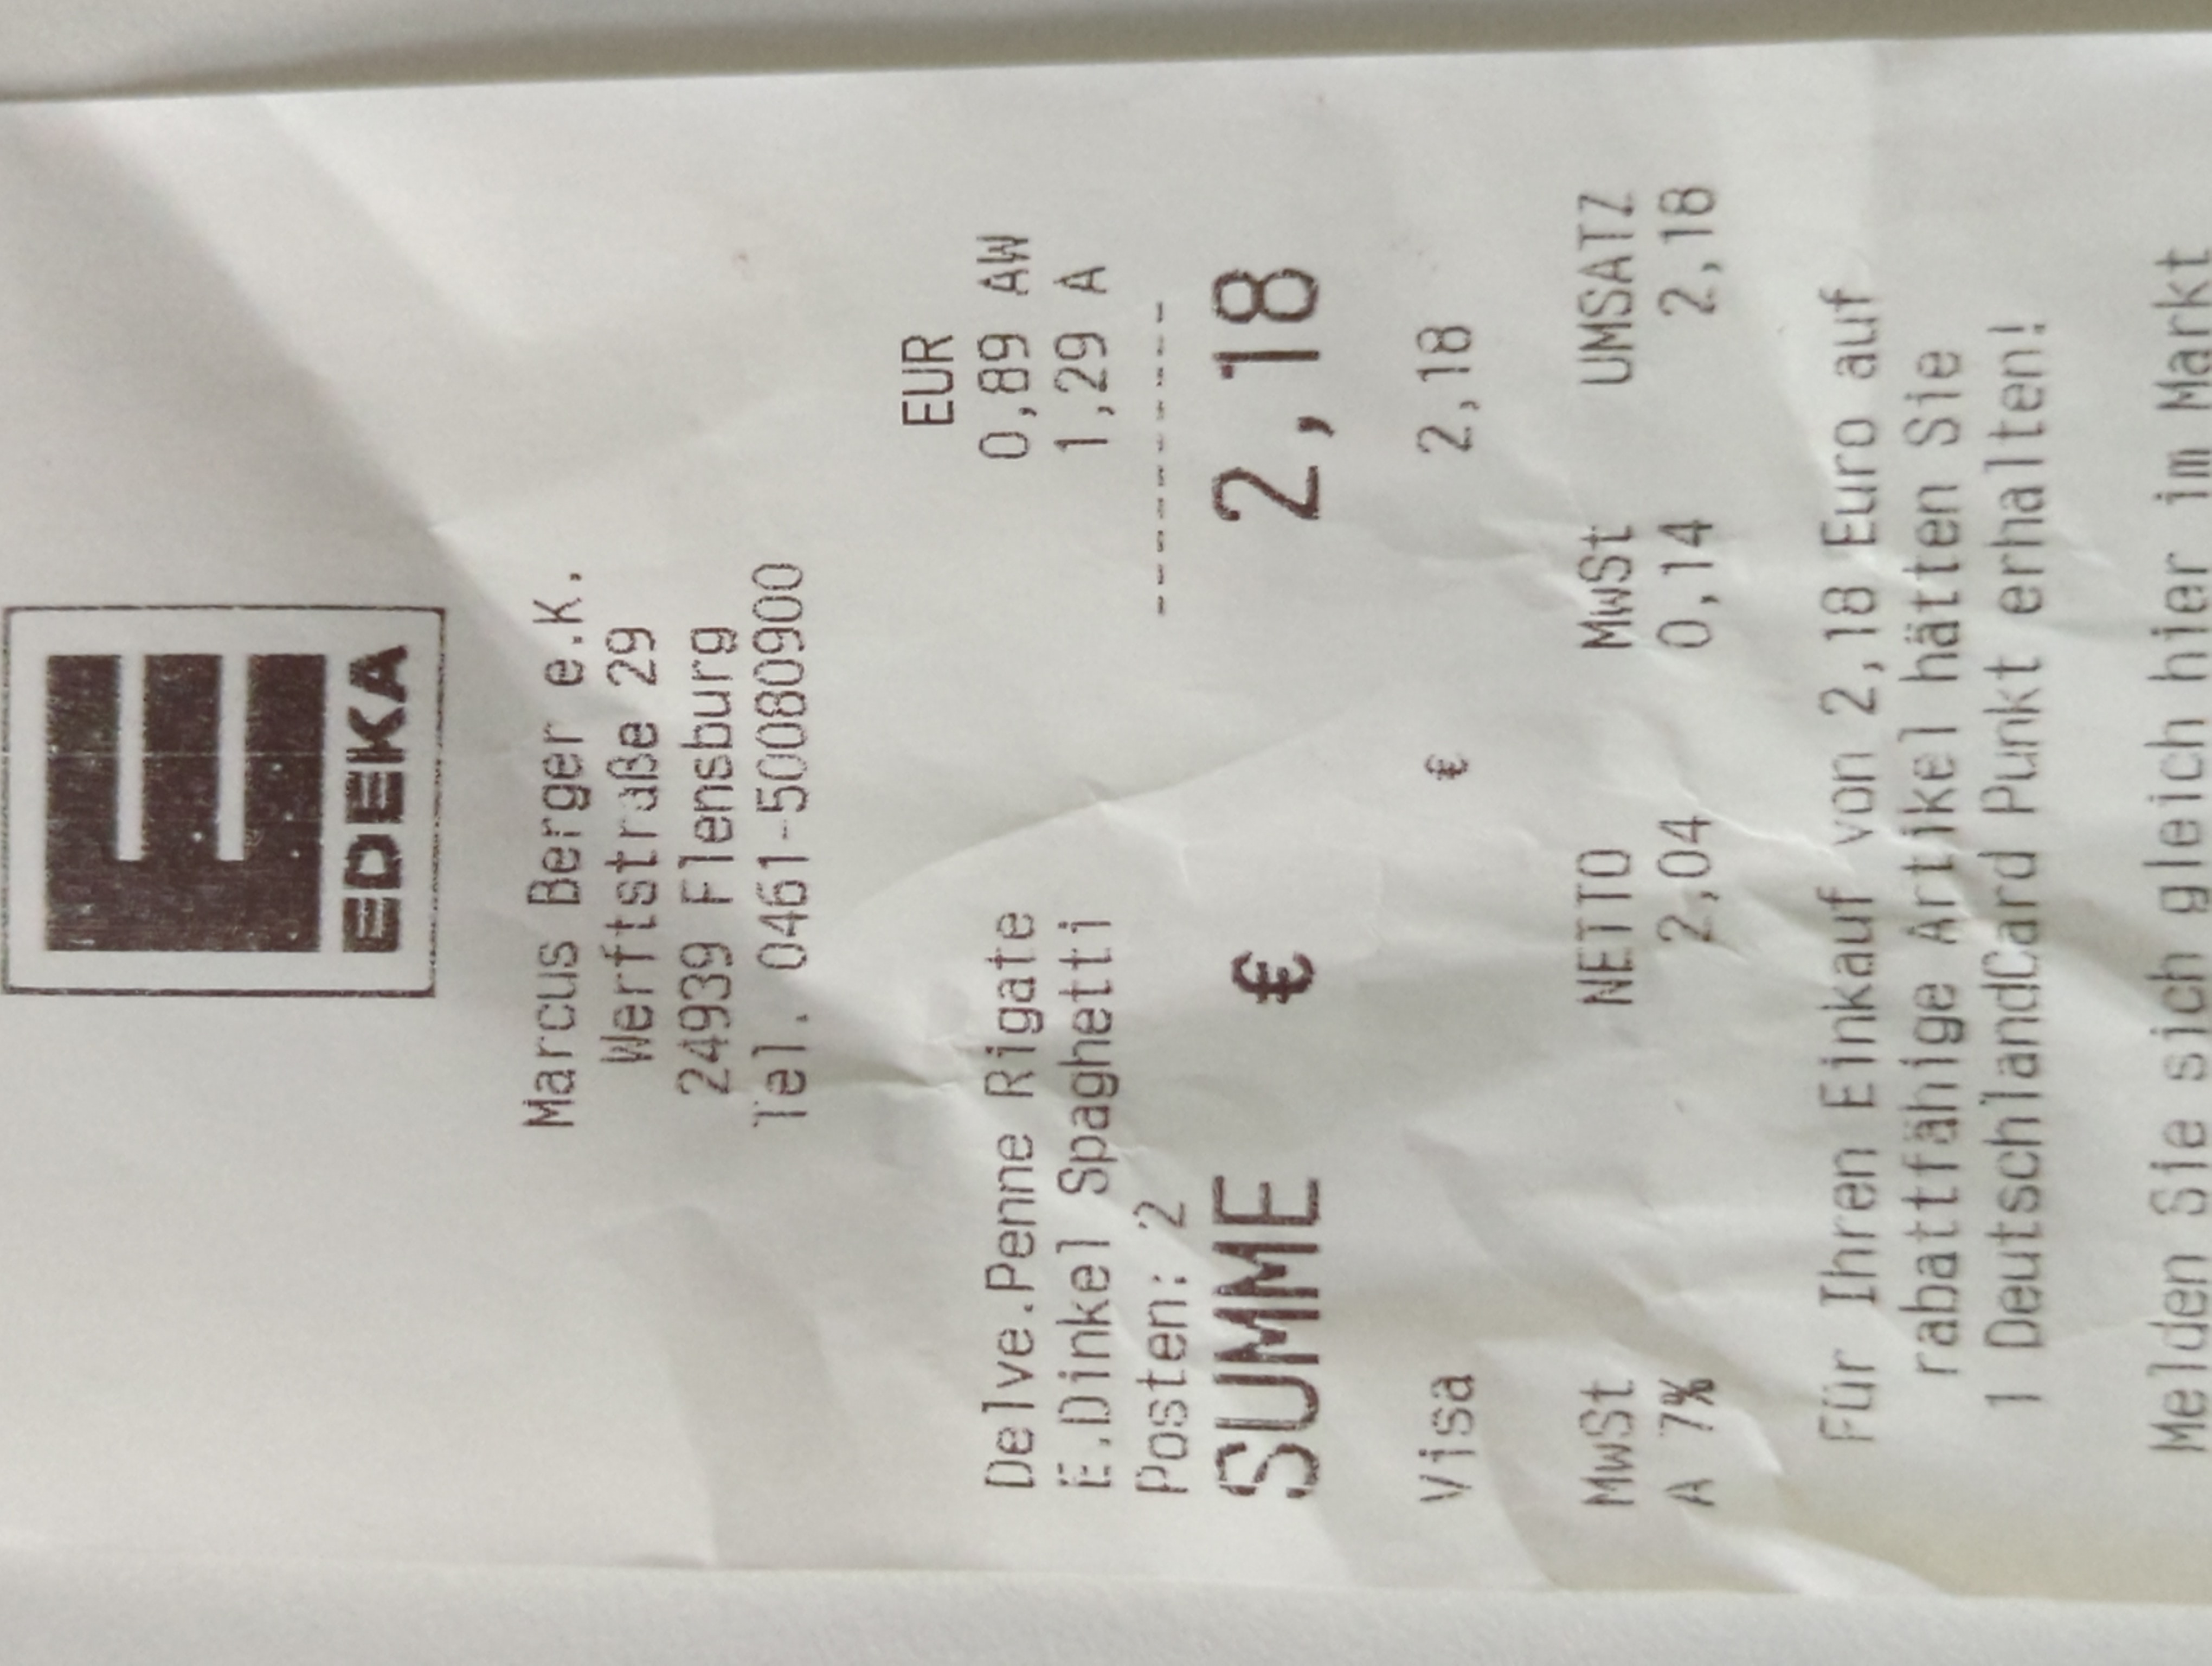 E
EDEKA
Marcus Berger e.K.
Werftstraße 29
24939 Flensburg
Tel. 0461-50080900
EUR
Delve.Penne Rigate 0,89 AW
E.Dinkel Spaghetti 1,29 A
Posten: 2 ----------
SUMME € 2,18
Visa € 2,18
MwSt NETTO MwSt UMSATZ
A 7% 2,04 0,14 2,18
Für Ihren Einkauf von 2,18 Euro auf
rabattfähige Artikel hätten Sie
1 DeutschlandCard Punkt erhalten!
Melden Sie sich gleich hier im Markt